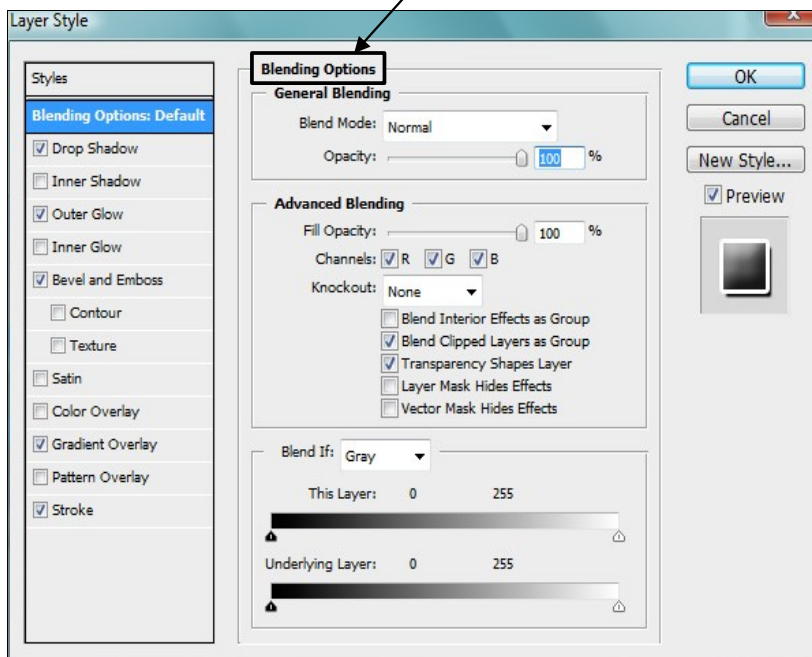 Layer Style
Styles
Blending Options: Default
Drop Shadow
Inner Shadow
Outer Glow
Inner Glow
Bevel and Emboss
Contour
Texture
Satin
Color Overlay
Gradient Overlay
Pattern Overlay
Stroke
Blending Options
General Blending
Blend Mode: Normal
Opacity: 100 %
Advanced Blending
Fill Opacity: 100 %
Channels: R G B
Knockout: None
Blend Interior Effects as Group
Blend Clipped Layers as Group
Transparency Shapes Layer
Layer Mask Hides Effects
Vector Mask Hides Effects
Blend If: Gray
This Layer: 0 255
Underlying Layer: 0 255
OK
Cancel
New Style...
Preview